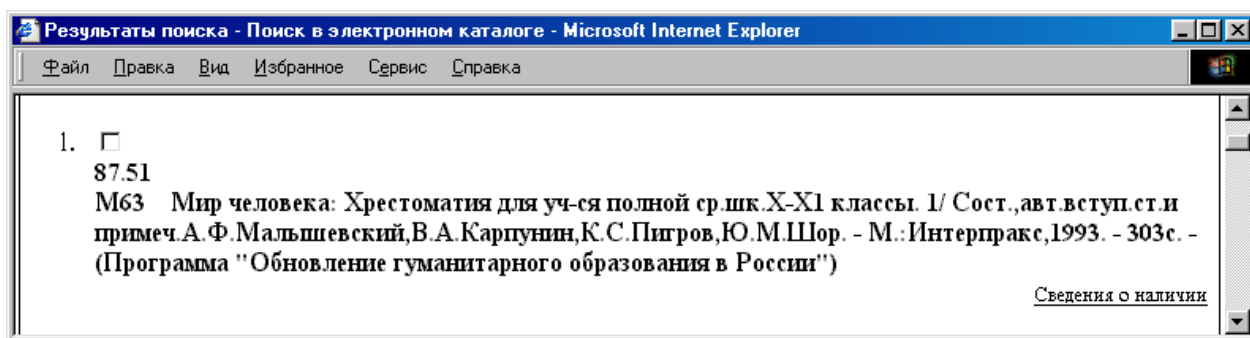 Результаты поиска - Поиск в электронном каталоге - Microsoft Internet Explorer
Файл Правка Вид Избранное Сервис Справка
1.
87.51
М63 Мир человека: Хрестоматия для уч-ся полной ср.шк.X-X1 классы. 1/ Сост.,авт.вступ.ст.и
примеч.А.Ф.Малышевский,В.А.Карпунин,К.С.Пигров,Ю.М.Шор. - М.:Интерпракс,1993. - 303с. -
(Программа "Обновление гуманитарного образования в России")
Сведения о наличии